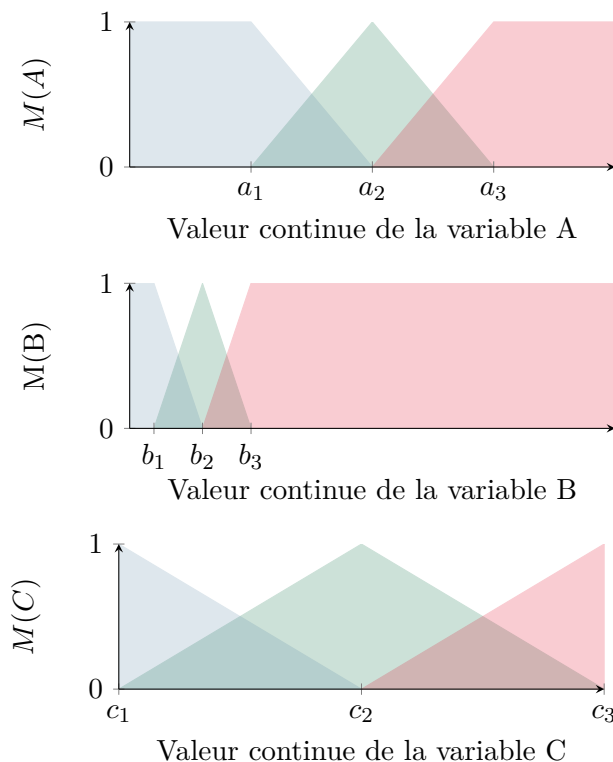 1
M(A)
0
a₁ a₂ a₃
Valeur continue de la variable A
1
M(B)
0
b₁ b₂ b₃
Valeur continue de la variable B
1
M(C)
0
c₁ c₂ c₃
Valeur continue de la variable C